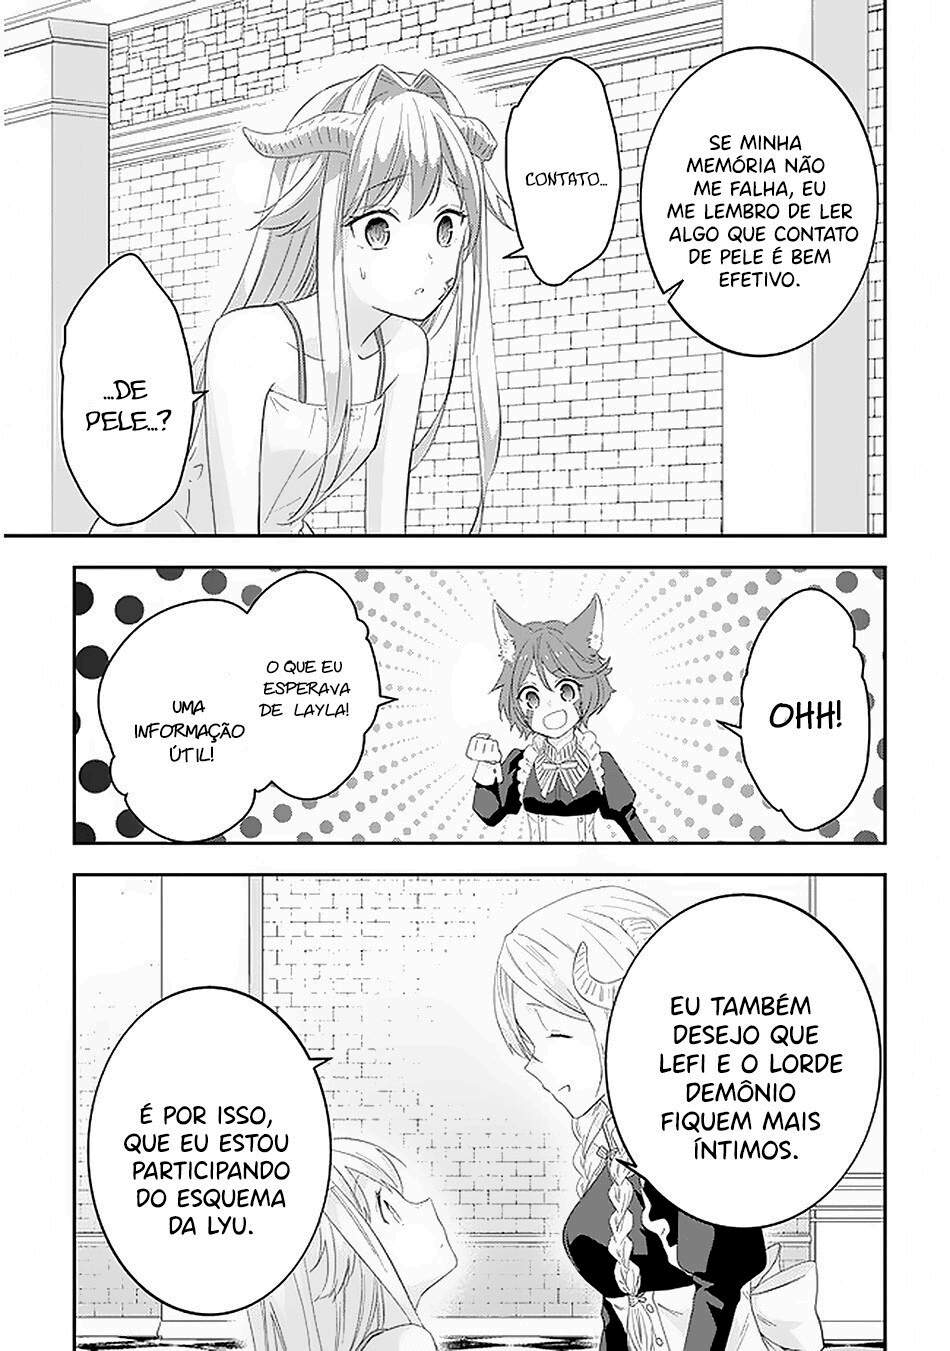 SE MINHA
MEMÓRIA NÃO
ME FALHA, EU
ME LEMBRO DE LER
ALGO QUE CONTATO
DE PELE É BEM
EFETIVO.
CONTATO...
...DE
PELE...?
OHH!
O QUE EU
ESPERAVA
DE LAYLA!
UMA
INFORMAÇÃO
ÚTIL!
EU TAMBÉM
DESEJO QUE
LEFI E O LORDE
DEMÔNIO
FIQUEM MAIS
ÍNTIMOS.
É POR ISSO,
QUE EU ESTOU
PARTICIPANDO
DO ESQUEMA
DA LYU.